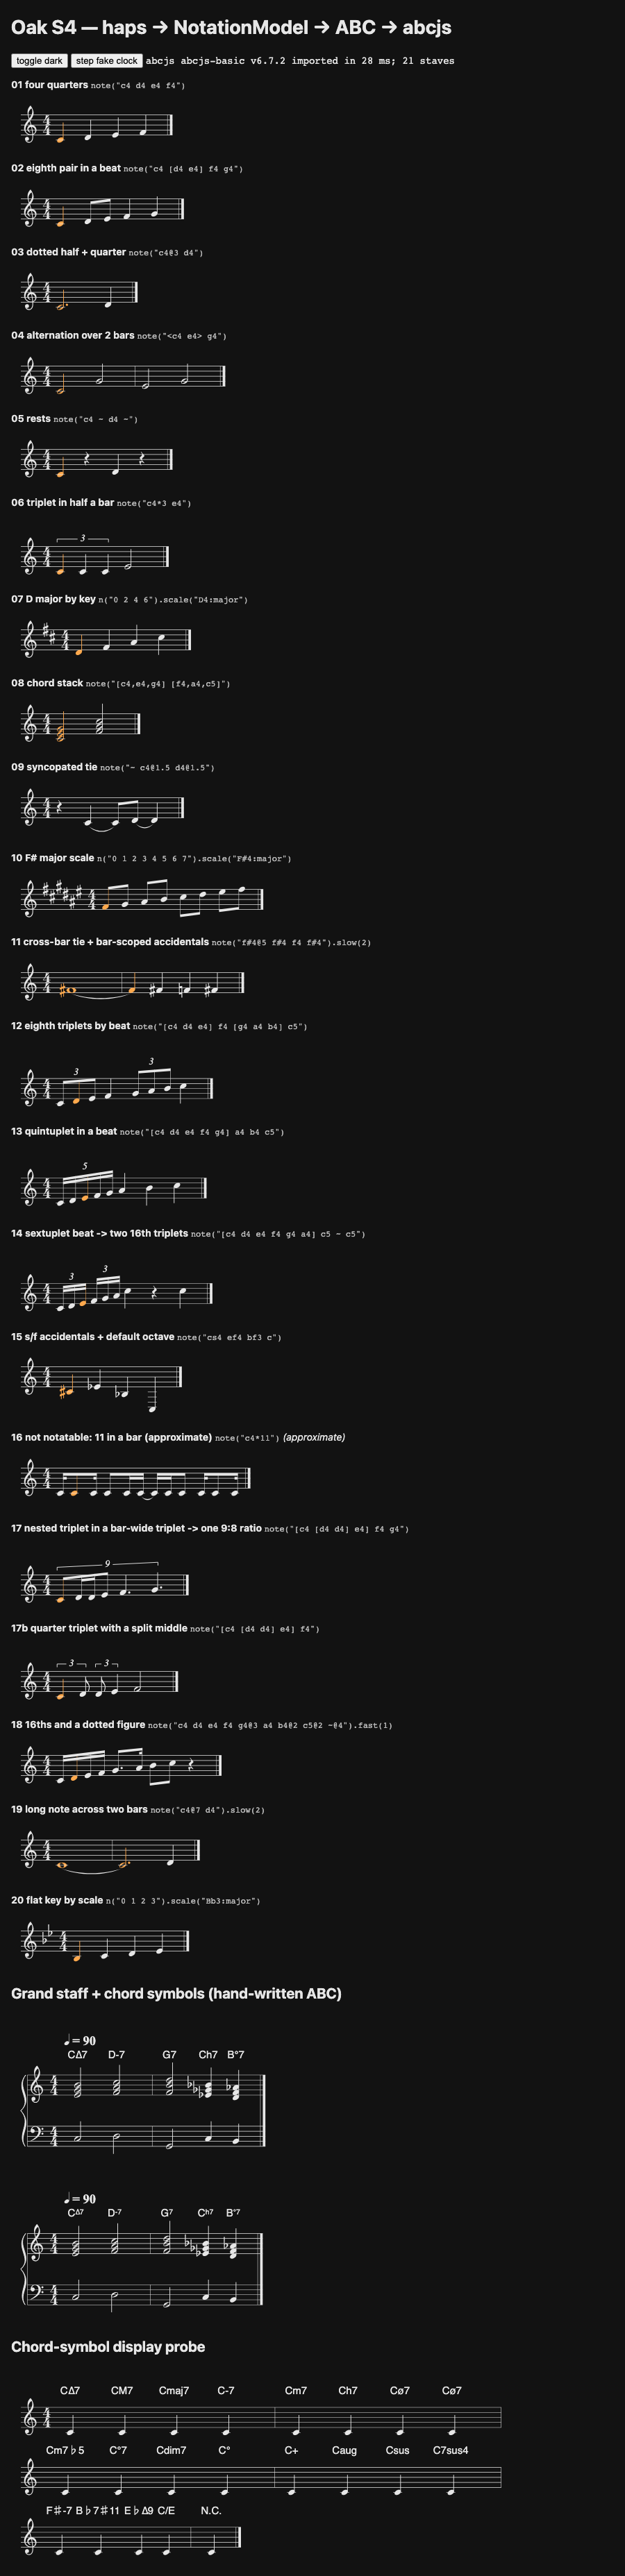 Oak S4 — haps → NotationModel → ABC → abcjs
toggle dark step fake clock abcjs abcjs-basic v6.7.2 imported in 28 ms; 21 staves
01 four quarters note("c4 d4 e4 f4")
02 eighth pair in a beat note("c4 [d4 e4] f4 g4")
03 dotted half + quarter note("c4@3 d4")
04 alternation over 2 bars note("<c4 e4> g4")
05 rests note("c4 ~ d4 ~")
06 triplet in half a bar note("c4*3 e4")
3
07 D major by key n("0 2 4 6").scale("D4:major")
08 chord stack note("[c4,e4,g4] [f4,a4,c5]")
09 syncopated tie note("~ c4@1.5 d4@1.5")
10 F# major scale n("0 1 2 3 4 5 6 7").scale("F#4:major")
11 cross-bar tie + bar-scoped accidentals note("f#4@5 f#4 f4 f#4").slow(2)
12 eighth triplets by beat note("[c4 d4 e4] f4 [g4 a4 b4] c5")
3 3
13 quintuplet in a beat note("[c4 d4 e4 f4 g4] a4 b4 c5")
5
14 sextuplet beat -> two 16th triplets note("[c4 d4 e4 f4 g4 a4] c5 ~ c5")
3 3
15 s/f accidentals + default octave note("cs4 ef4 bf3 c")
16 not notatable: 11 in a bar (approximate) note("c4*11") (approximate)
17 nested triplet in a bar-wide triplet -> one 9:8 ratio note("[c4 [d4 d4] e4] f4 g4")
9
17b quarter triplet with a split middle note("[c4 [d4 d4] e4] f4")
3 3
18 16ths and a dotted figure note("c4 d4 e4 f4 g4@3 a4 b4@2 c5@2 ~@4").fast(1)
19 long note across two bars note("c4@7 d4").slow(2)
20 flat key by scale n("0 1 2 3").scale("Bb3:major")
Grand staff + chord symbols (hand-written ABC)
♩ = 90
CΔ7 D-7 G7 Ch7 B°7
♩ = 90
CΔ7 D-7 G7 Ch7 B°7
Chord-symbol display probe
CΔ7 CM7 Cmaj7 C-7 Cm7 Ch7 Cø7 Cø7
Cm7♭5 C°7 Cdim7 C° C+ Caug Csus C7sus4
F♯-7 B♭7♯11 E♭Δ9 C/E N.C.